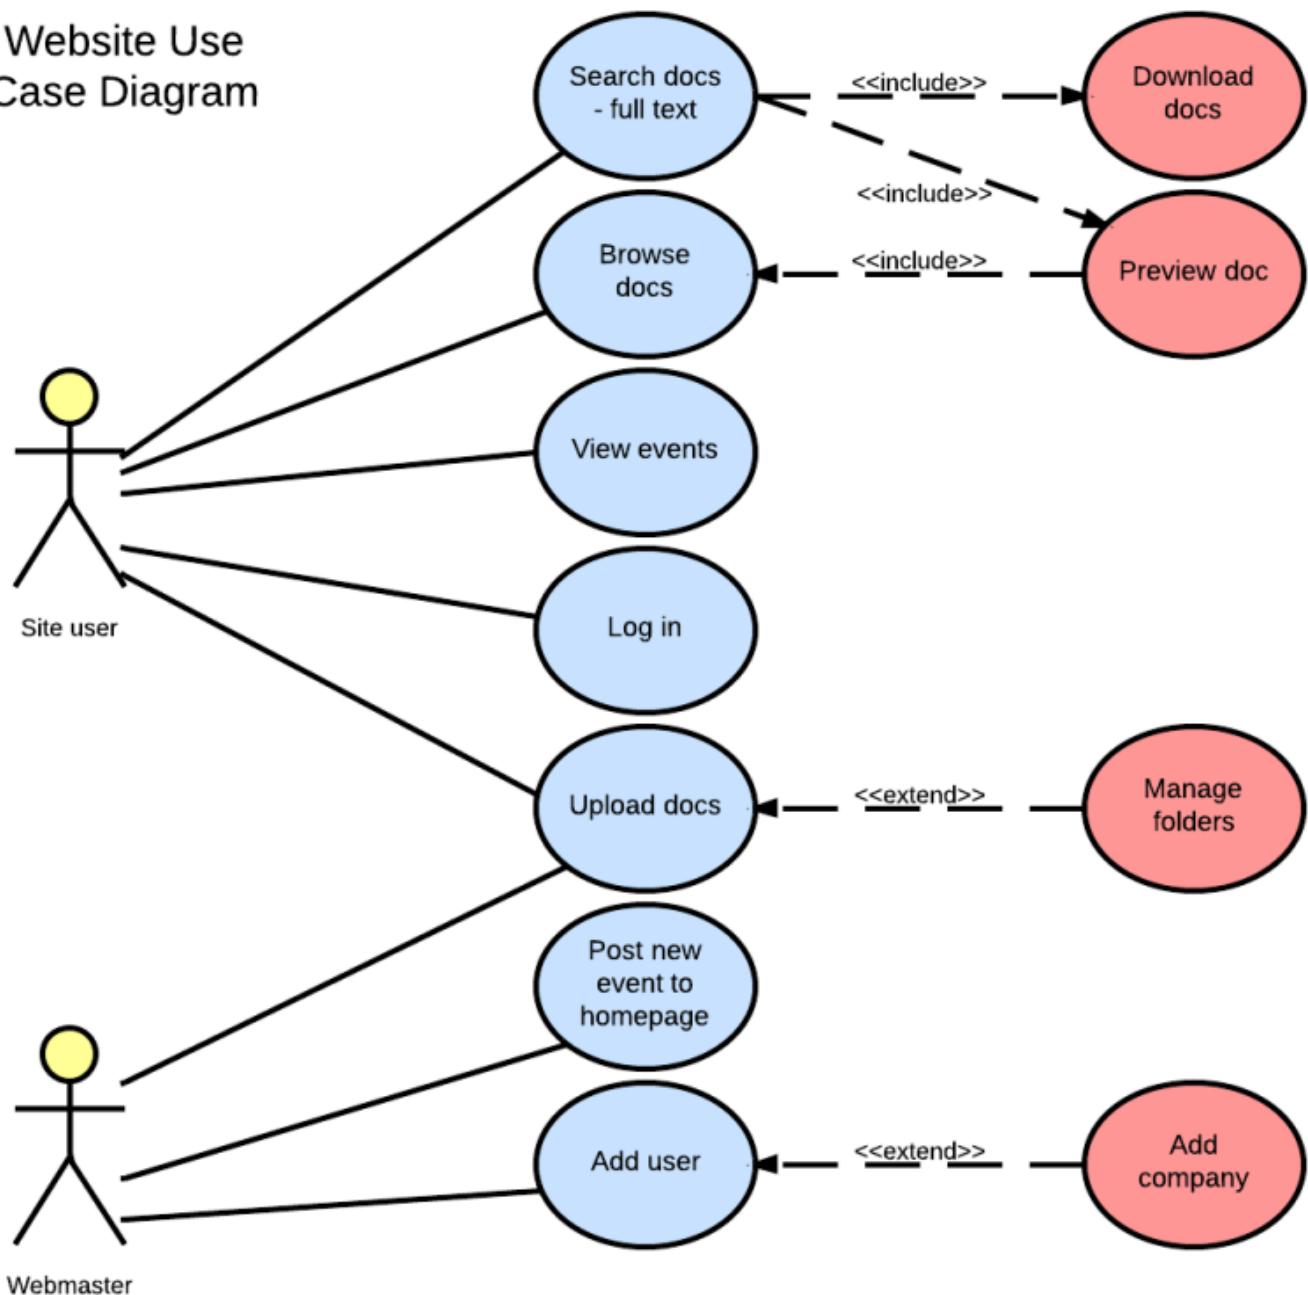 Website Use
Case Diagram
Search docs
- full text
<<include>>
Download
docs
<<include>>
Browse
docs
<<include>>
Preview doc
View events
Site user
Log in
Upload docs
<<extend>>
Manage
folders
Post new
event to
homepage
Add user
<<extend>>
Add
company
Webmaster